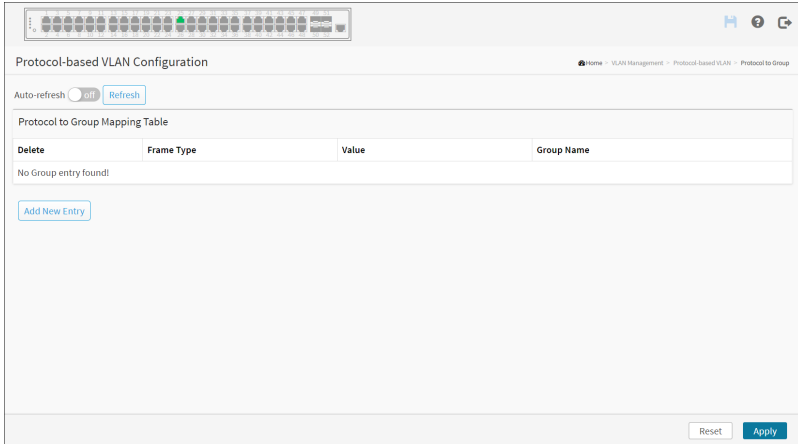 Protocol-based VLAN Configuration
Home > VLAN Management > Protocol-based VLAN > Protocol to Group
Auto-refresh off Refresh
Protocol to Group Mapping Table
Delete Frame Type Value Group Name
No Group entry found!
Add New Entry
Reset Apply